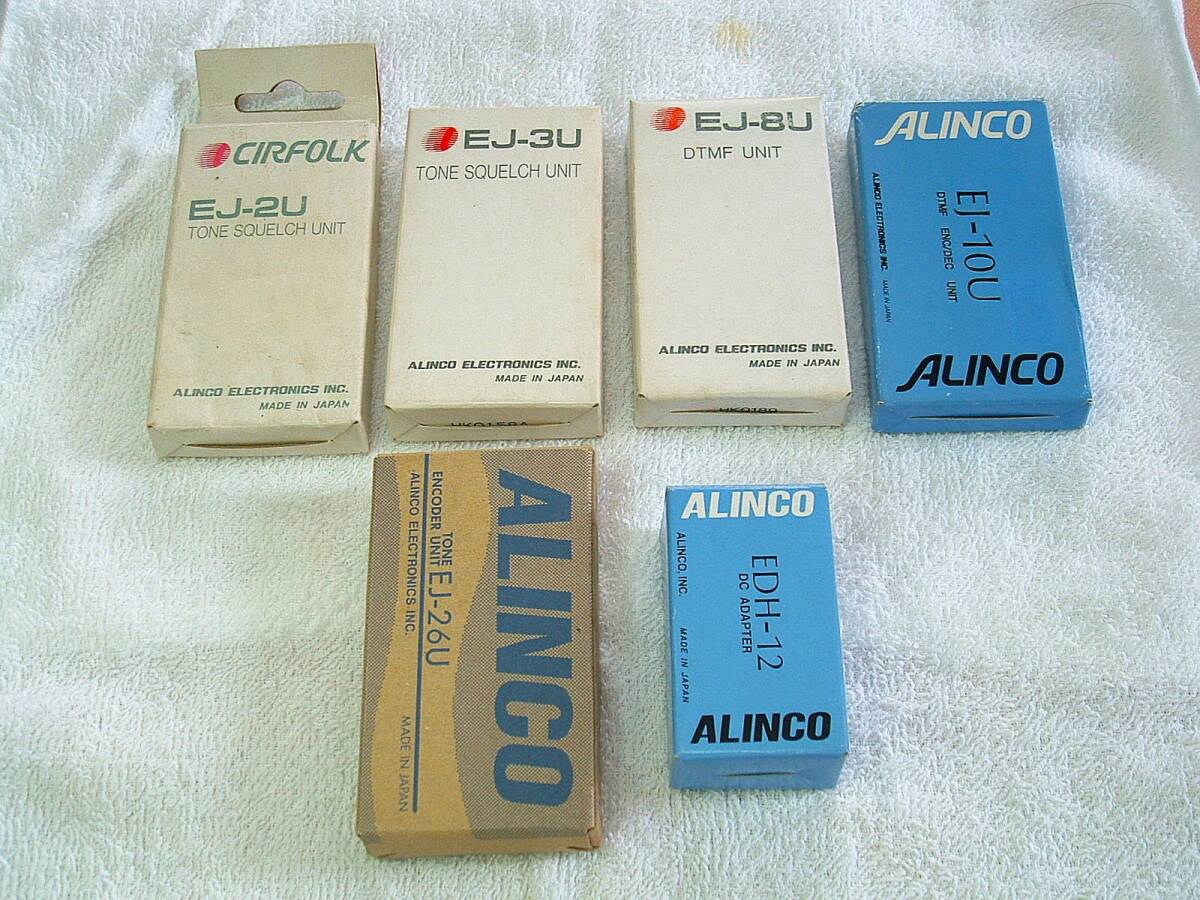 CIRFOLK
EJ-2U
TONE SQUELCH UNIT
ALINCO ELECTRONICS INC.
MADE IN JAPAN
EJ-3U
TONE SQUELCH UNIT
ALINCO ELECTRONICS INC.
MADE IN JAPAN
EJ-8U
DTMF UNIT
ALINCO ELECTRONICS INC.
MADE IN JAPAN
ALINCO
EJ-10U
DTMF ENC/DEC UNIT
ALINCO ELECTRONICS INC.
MADE IN JAPAN
ALINCO
ALINCO
TONE
ENCODER UNIT EJ-26U
ALINCO ELECTRONICS INC.
MADE IN JAPAN
ALINCO
EDH-12
DC ADAPTER
ALINCO, INC.
MADE IN JAPAN
ALINCO